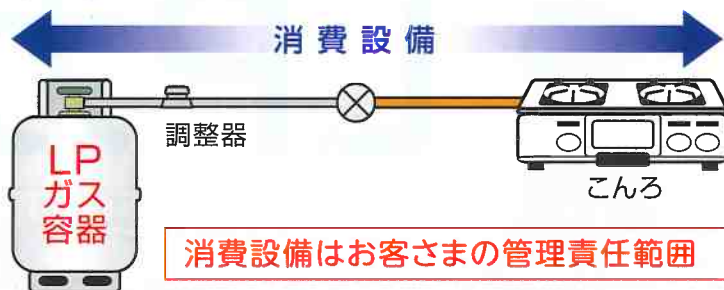 消費設備
調整器
LP
ガス
容器
こんろ
消費設備はお客さまの管理責任範囲